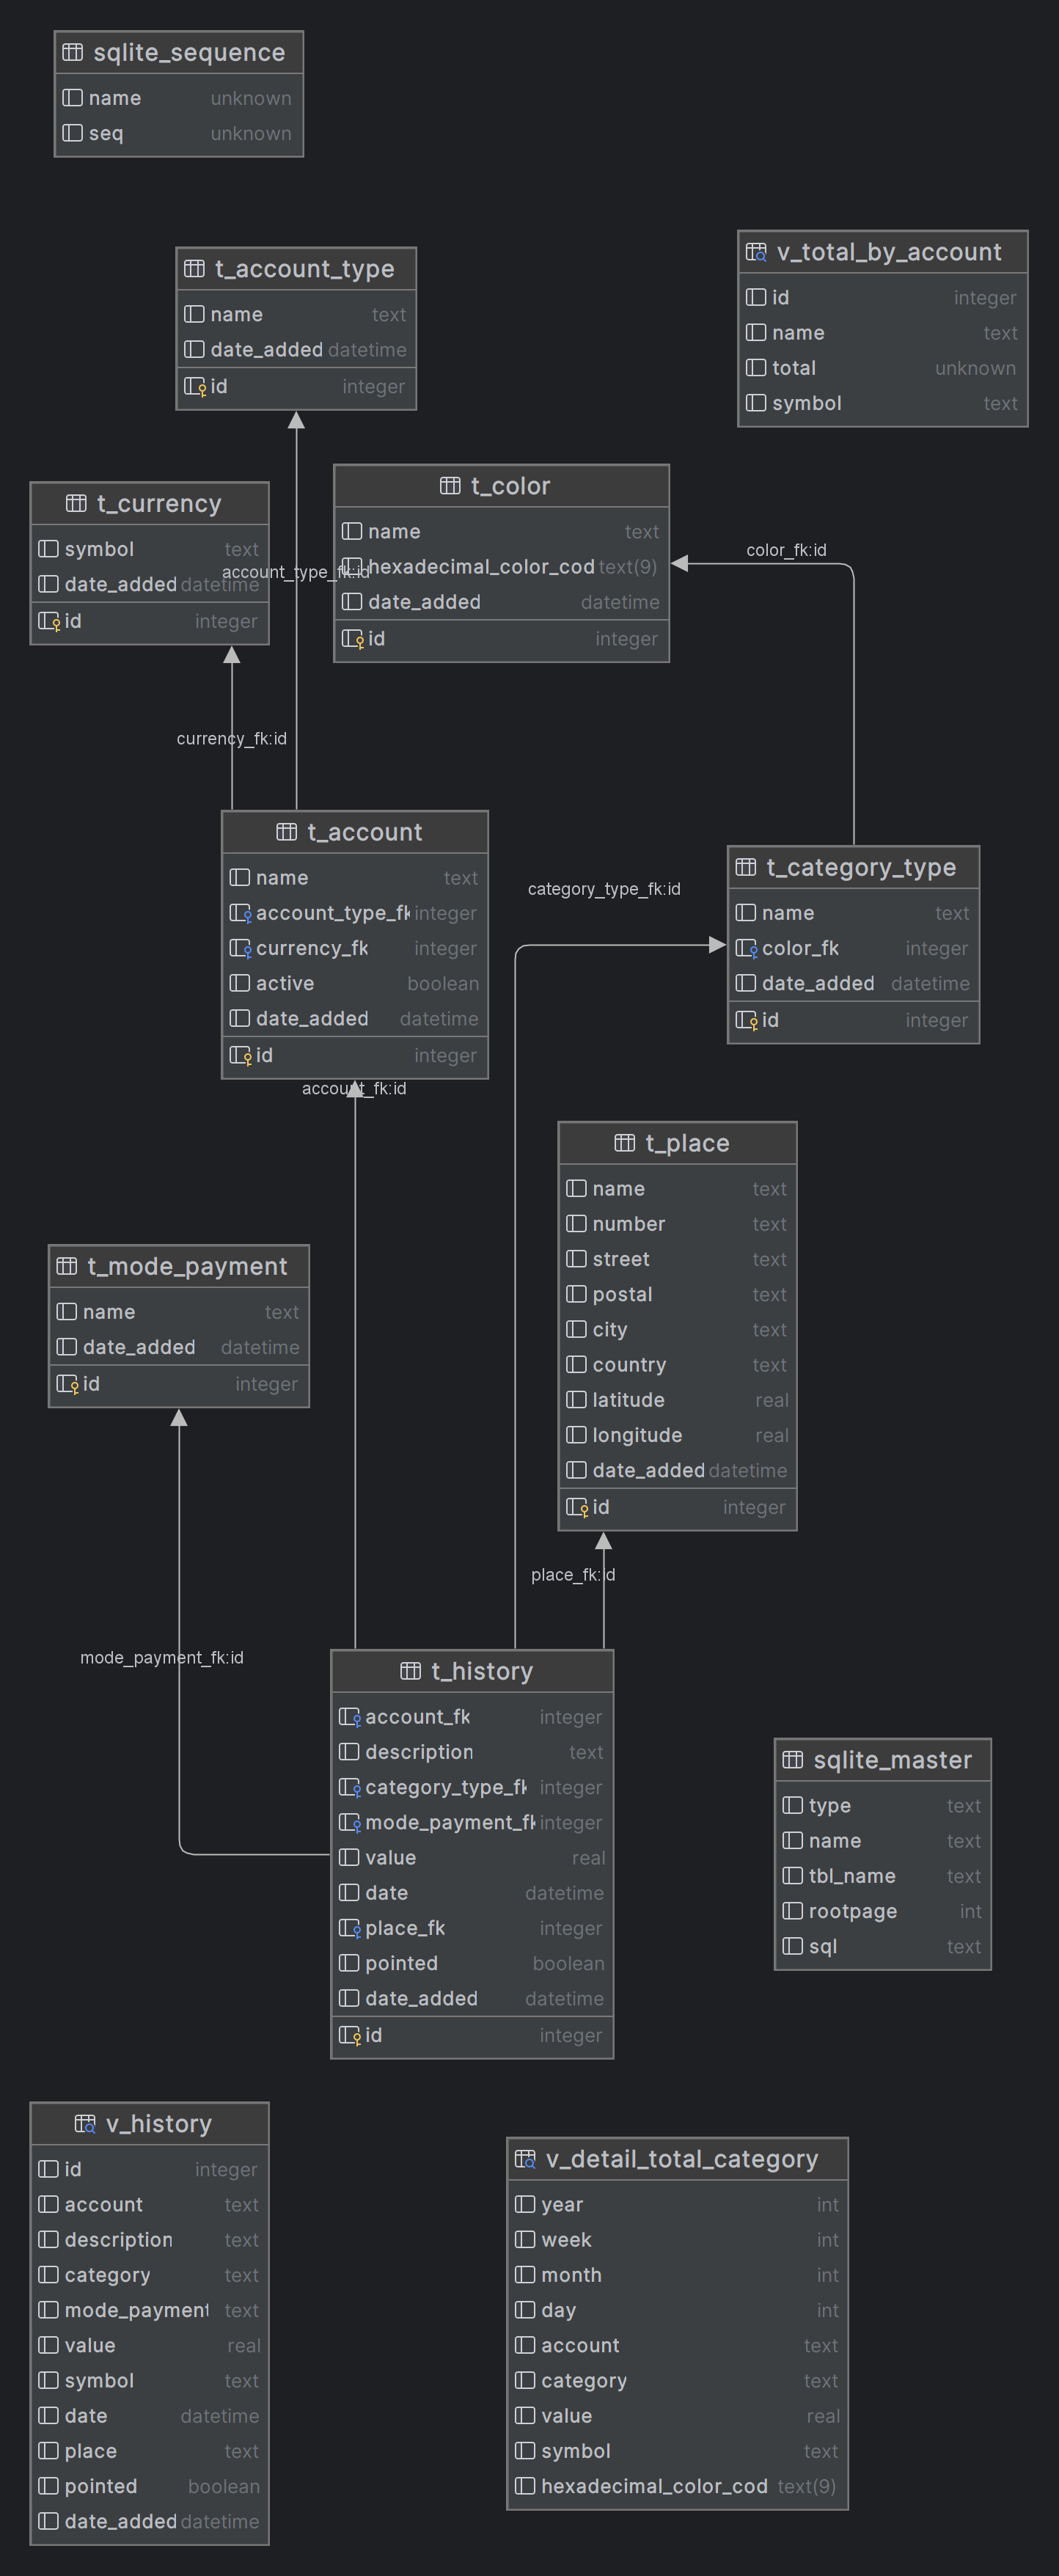 sqlite_sequence
name unknown
seq unknown
t_account_type
name text
date_added datetime
id integer
v_total_by_account
id integer
name text
total unknown
symbol text
t_currency
symbol text
date_added datetime
id integer
account_type_fk:id
t_color
name text
hexadecimal_color_cod text(9)
date_added datetime
id integer
color_fk:id
currency_fk:id
t_account
name text
account_type_fk integer
currency_fk integer
active boolean
date_added datetime
id integer
account_fk:id
category_type_fk:id
t_category_type
name text
color_fk integer
date_added datetime
id integer
t_place
name text
number text
street text
postal text
city text
country text
latitude real
longitude real
date_added datetime
id integer
place_fk:id
t_mode_payment
name text
date_added datetime
id integer
mode_payment_fk:id
t_history
account_fk integer
description text
category_type_fk integer
mode_payment_fk integer
value real
date datetime
place_fk integer
pointed boolean
date_added datetime
id integer
sqlite_master
type text
name text
tbl_name text
rootpage int
sql text
v_history
id integer
account text
description text
category text
mode_payment text
value real
symbol text
date datetime
place text
pointed boolean
date_added datetime
v_detail_total_category
year int
week int
month int
day int
account text
category text
value real
symbol text
hexadecimal_color_cod text(9)